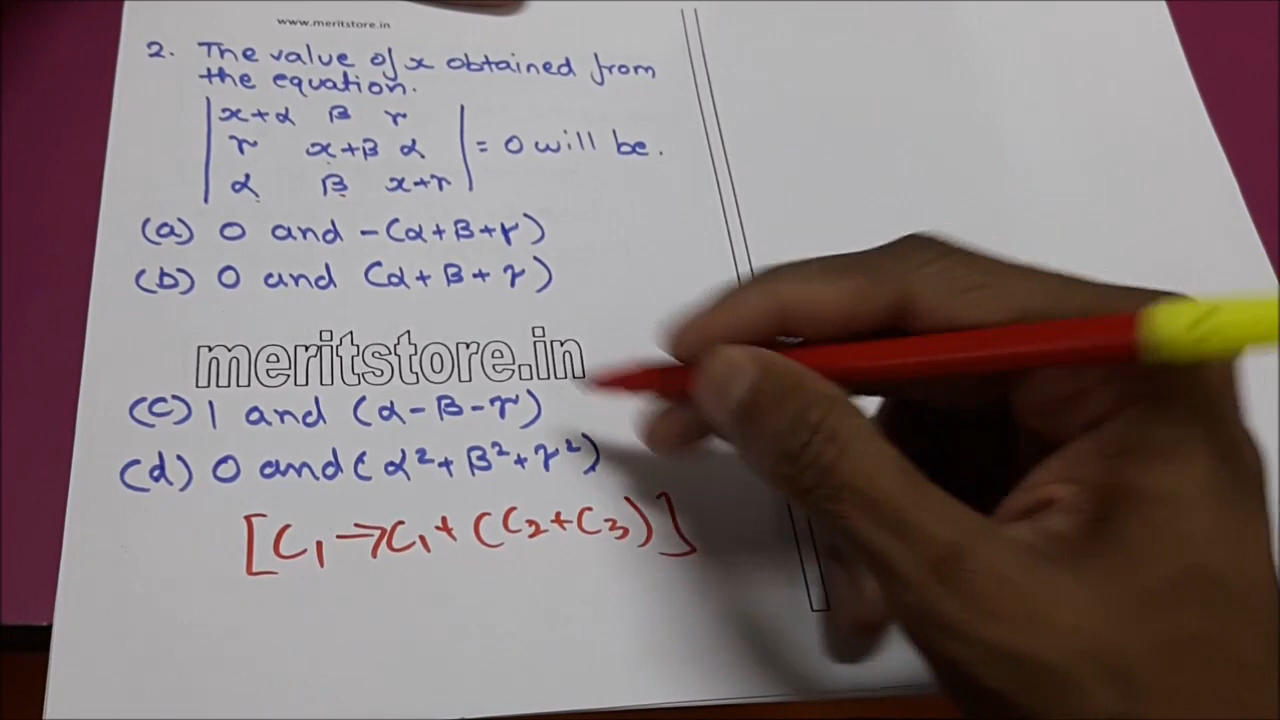 www.meritstore.in
2. The value of x obtained from
the equation.
| x+α β r |
| r x+β α | = 0 will be.
| α β x+r |
(a) 0 and -(α+β+r)
(b) 0 and (α+β+r)
meritstore.in
(c) 1 and (α-β-r)
(d) 0 and (α²+β²+r²)
[C₁→C₁+(C₂+C₃)]